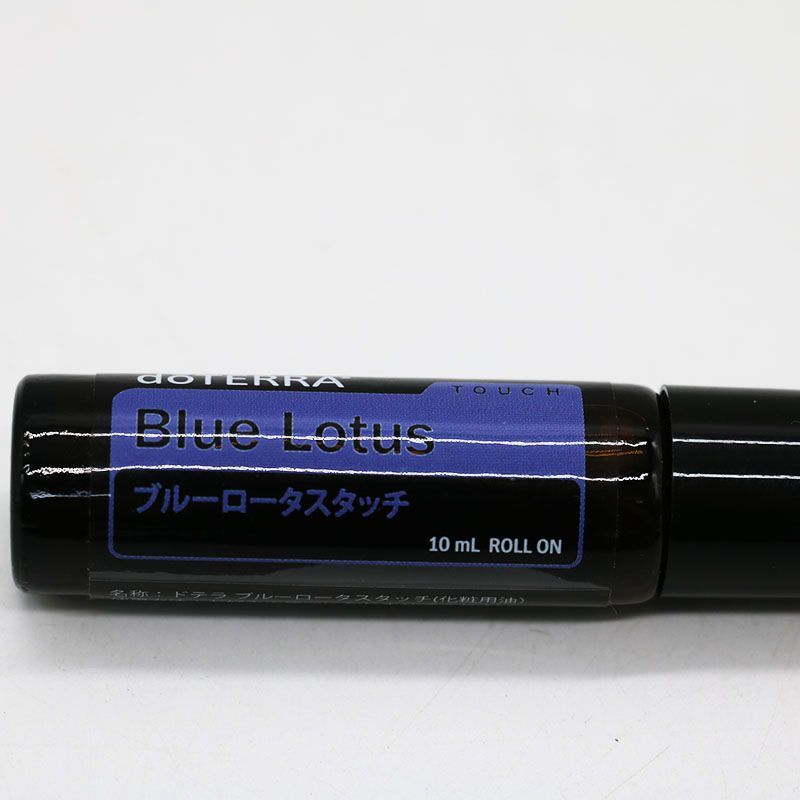 doTERRA
TOUCH
Blue Lotus
ブルーロータスタッチ
10 mL ROLL ON
名称：ドテラ ブルーロータスタッチ(化粧用油)